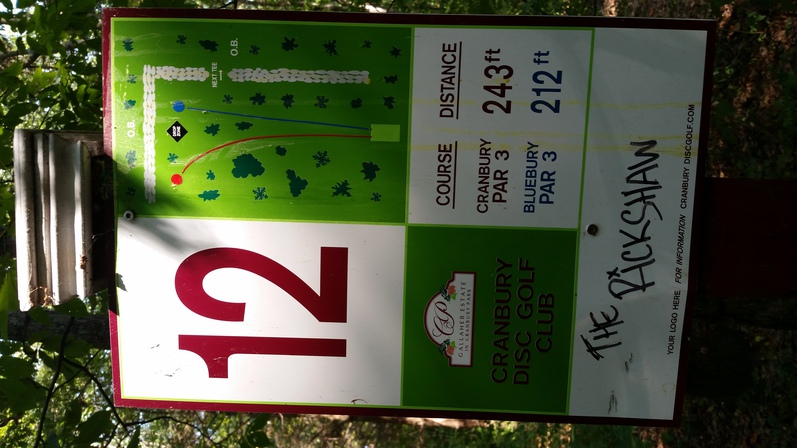 12
O.B.
DROP ZONE
NEXT TEE
O.B.
CP
GALLAHER ESTATE
IN CRANBURY PARK
CRANBURY
DISC GOLF
CLUB
COURSE DISTANCE
CRANBURY
PAR 3 243ft
BLUEBURY
PAR 3 212ft
THE
RICKSHAW
YOUR LOGO HERE FOR INFORMATION CRANBURY DISCGOLF.COM